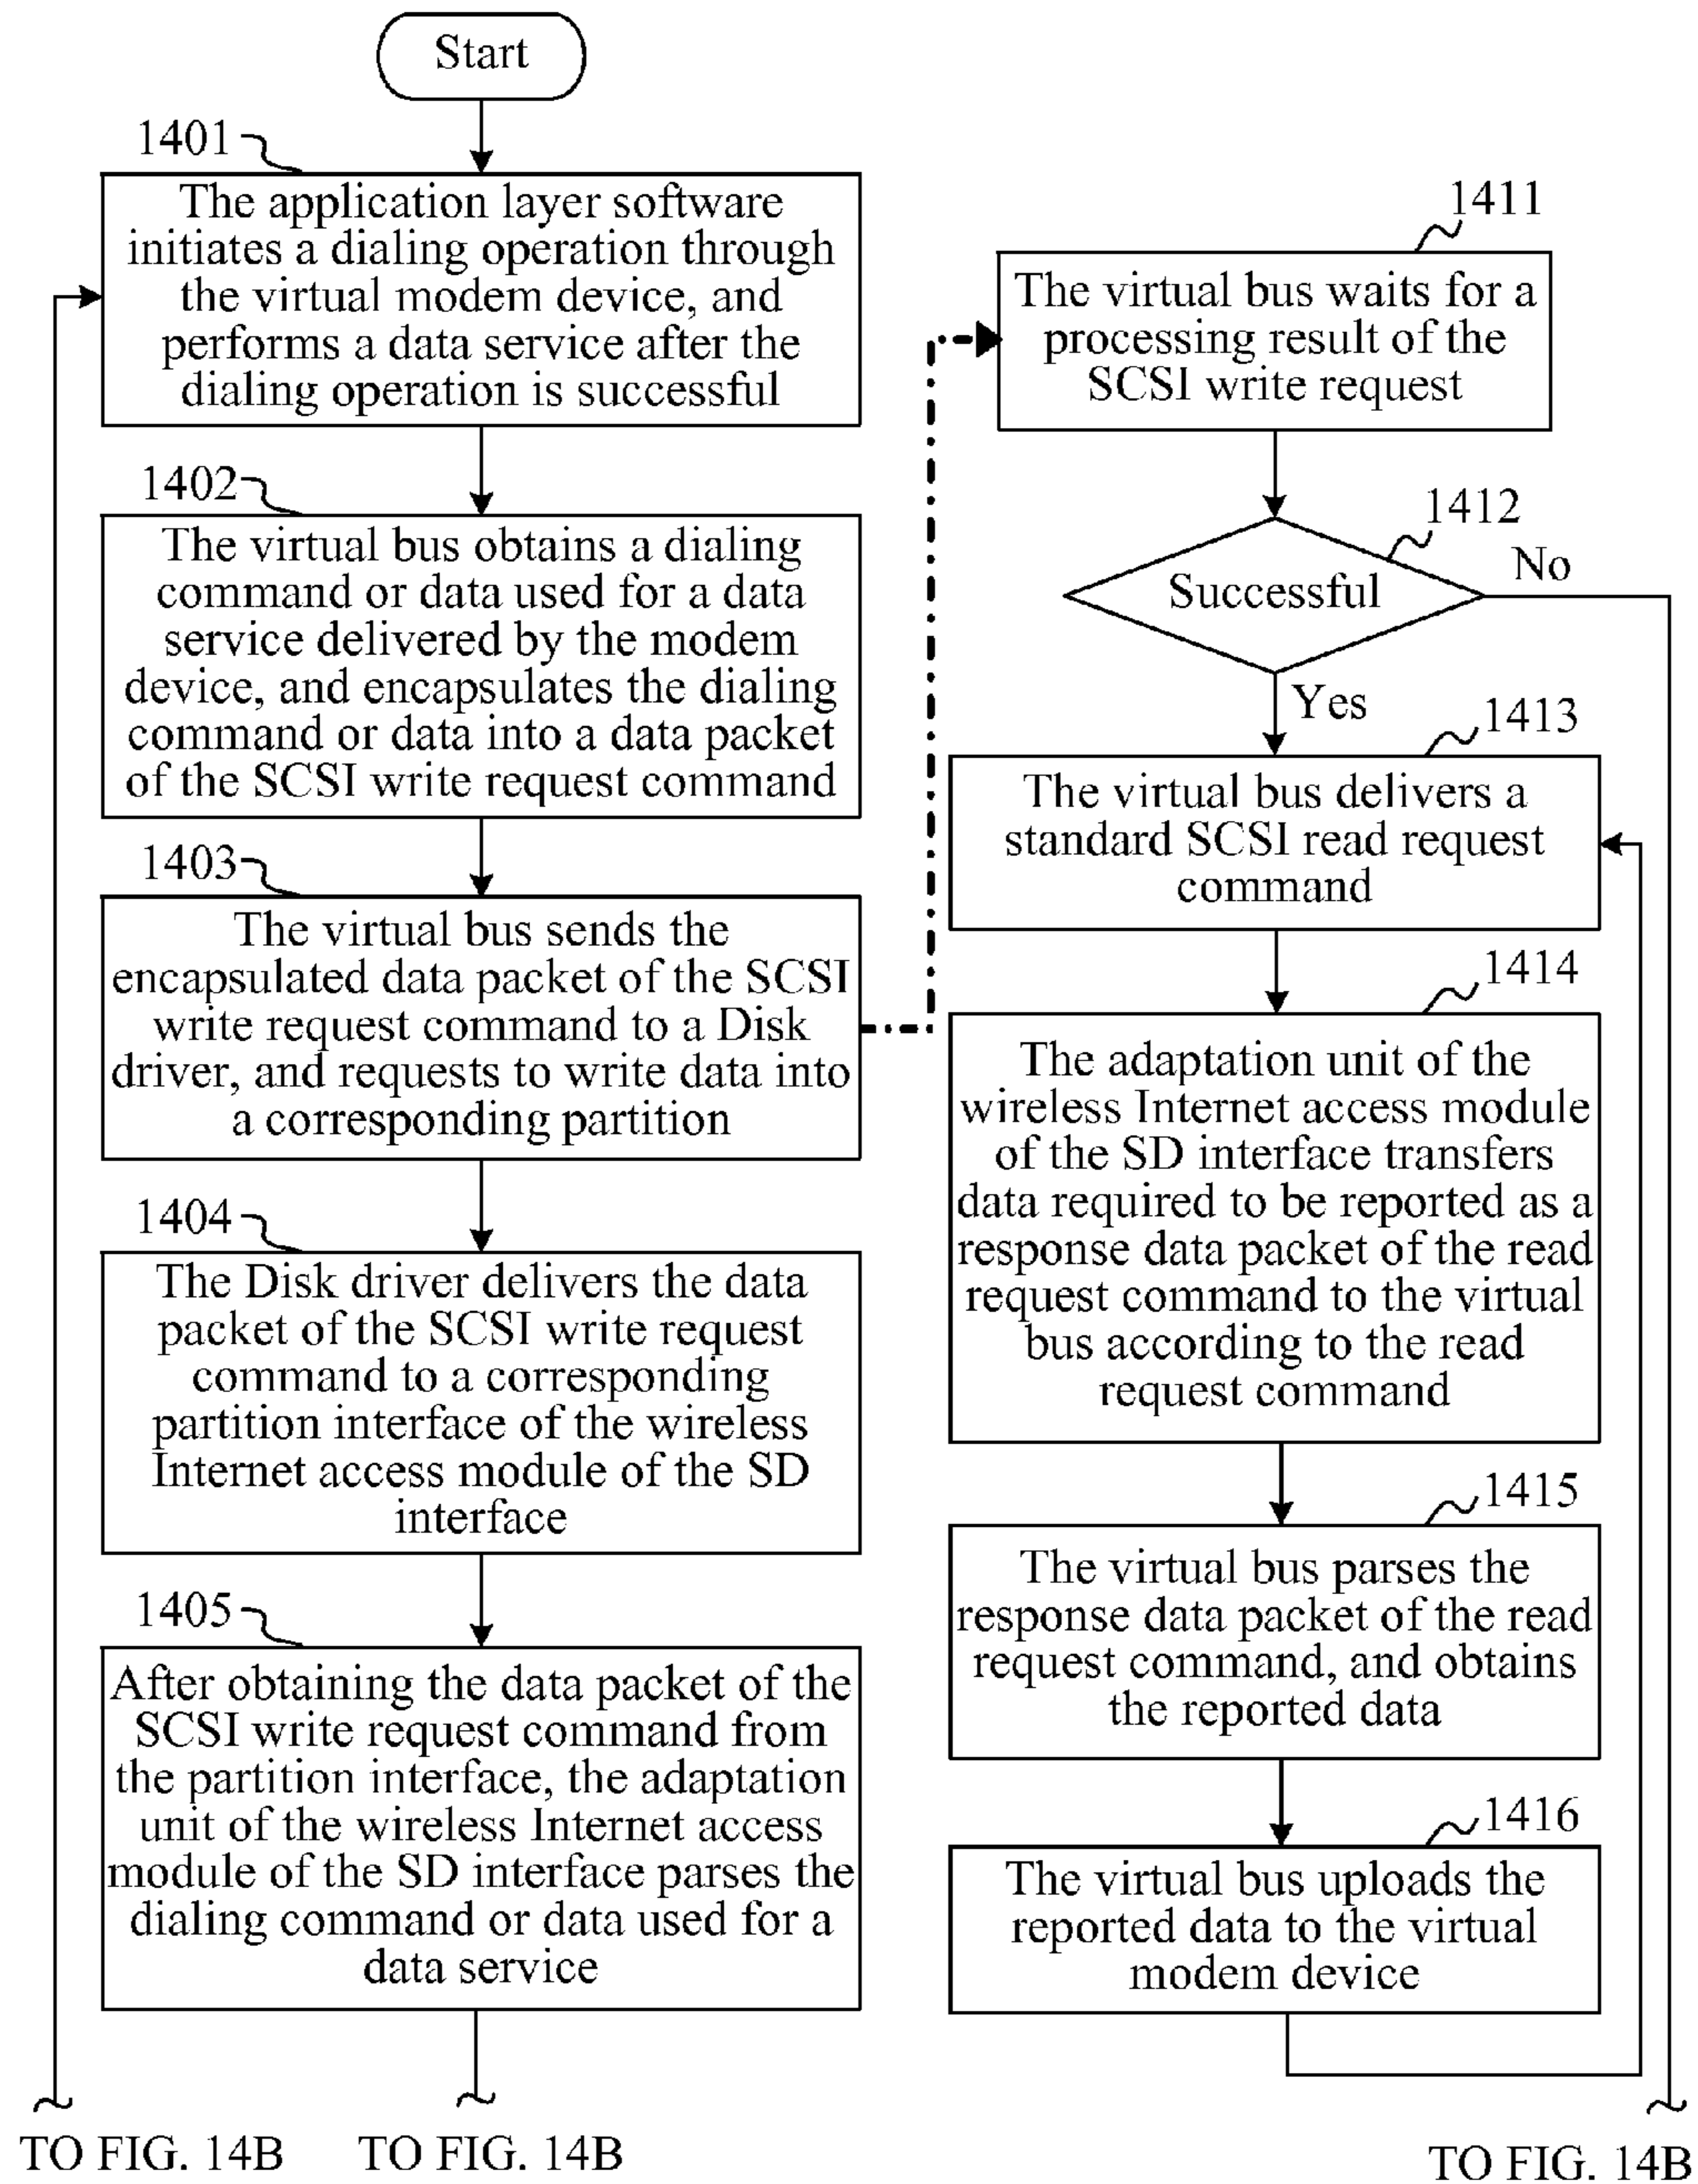 Start
1401
The application layer software
initiates a dialing operation through
the virtual modem device, and
performs a data service after the
dialing operation is successful
1402
The virtual bus obtains a dialing
command or data used for a data
service delivered by the modem
device, and encapsulates the dialing
command or data into a data packet
of the SCSI write request command
1403
The virtual bus sends the
encapsulated data packet of the SCSI
write request command to a Disk
driver, and requests to write data into
a corresponding partition
1404
The Disk driver delivers the data
packet of the SCSI write request
command to a corresponding
partition interface of the wireless
Internet access module of the SD
interface
1405
After obtaining the data packet of the
SCSI write request command from
the partition interface, the adaptation
unit of the wireless Internet access
module of the SD interface parses the
dialing command or data used for a
data service
TO FIG. 14B
TO FIG. 14B
1411
The virtual bus waits for a
processing result of the
SCSI write request
1412
Successful
No
Yes
1413
The virtual bus delivers a
standard SCSI read request
command
1414
The adaptation unit of the
wireless Internet access module
of the SD interface transfers
data required to be reported as a
response data packet of the read
request command to the virtual
bus according to the read
request command
1415
The virtual bus parses the
response data packet of the read
request command, and obtains
the reported data
1416
The virtual bus uploads the
reported data to the virtual
modem device
TO FIG. 14B